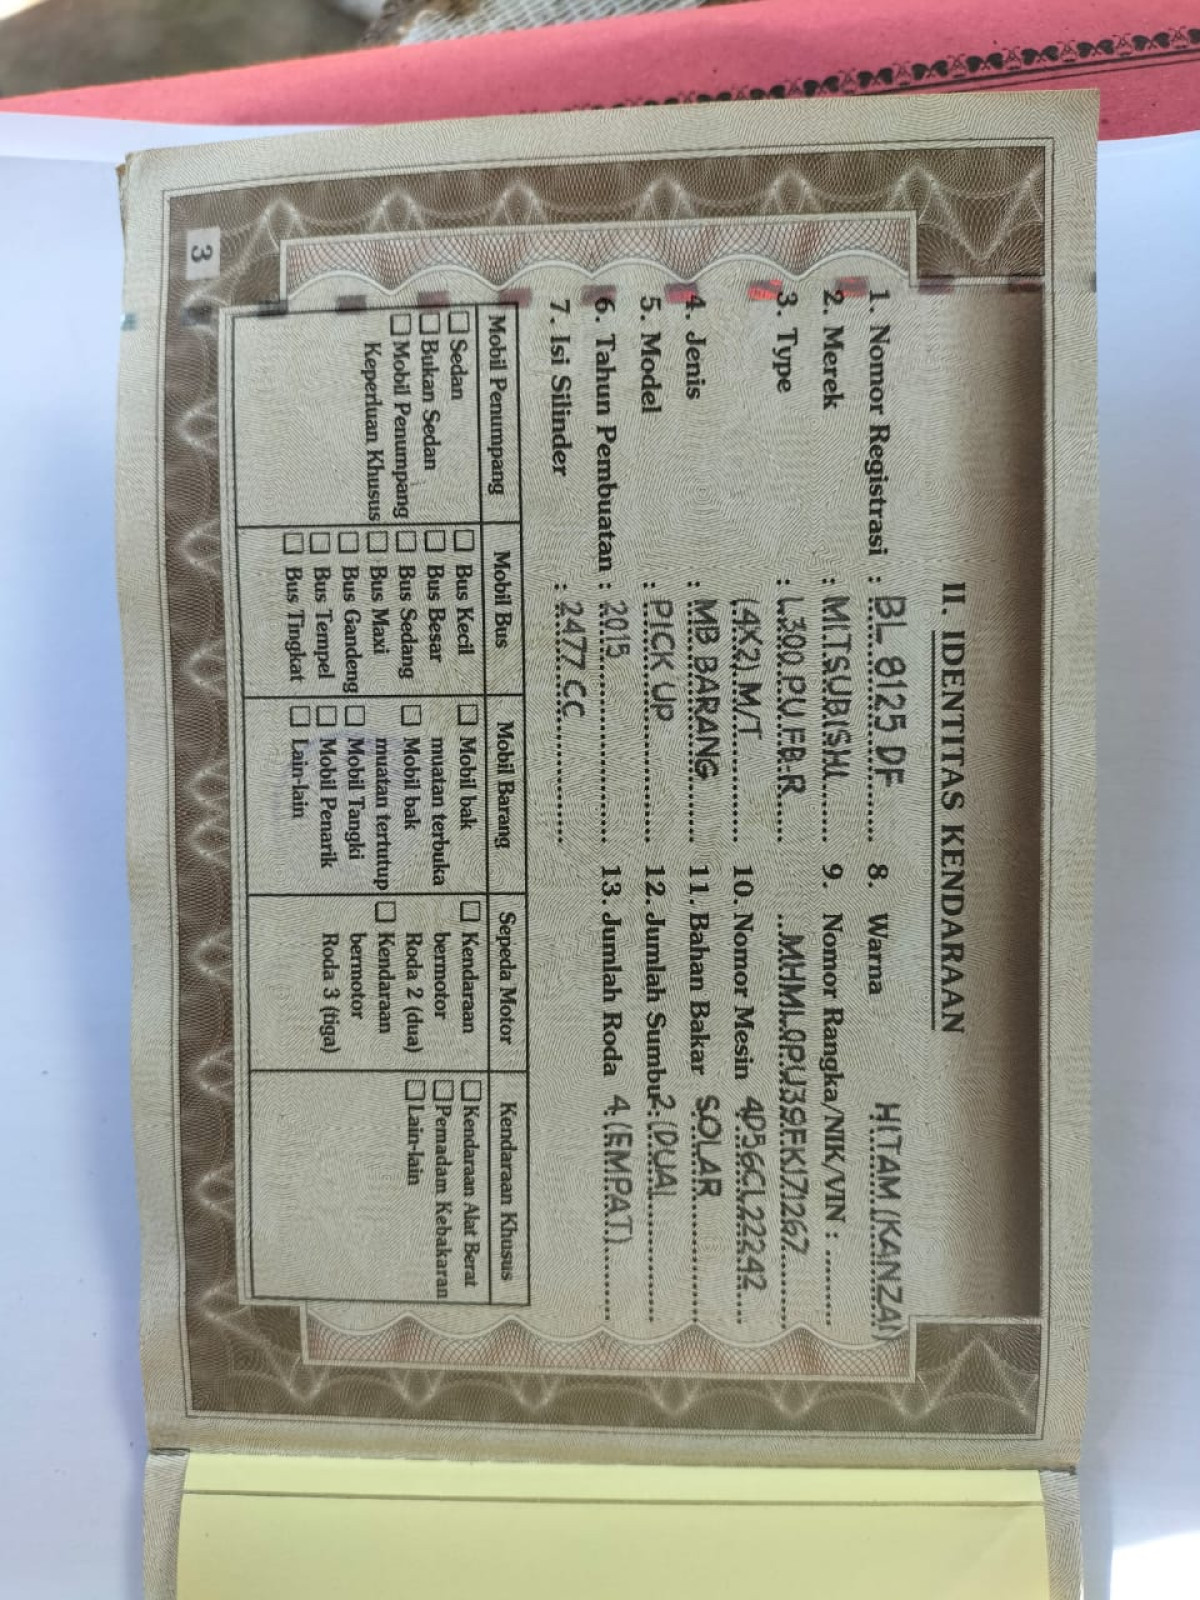 II. IDENTITAS KENDARAAN
1. Nomor Registrasi : BL 8125 DF
2. Merek : MITSUBISHI
3. Type : L300 PU FB-R
(4X2) M/T
4. Jenis : MB BARANG
5. Model : PICK UP
6. Tahun Pembuatan : 2015
7. Isi Silinder : 2477 CC
8. Warna HITAM (KANZAI)
9. Nomor Rangka/NIK/VIN :
MHML0PU39FK171267
10. Nomor Mesin 4D56CL22242
11. Bahan Bakar SOLAR
12. Jumlah Sumbu : 2 (DUA)
13. Jumlah Roda 4 (EMPAT)
Mobil Penumpang
Sedan
Bukan Sedan
Mobil Penumpang
Keperluan Khusus
Mobil Bus
Bus Kecil
Bus Besar
Bus Sedang
Bus Maxi
Bus Gandeng
Bus Tempel
Bus Tingkat
Mobil Barang
Mobil bak
muatan terbuka
Mobil bak
muatan tertutup
Mobil Tangki
Mobil Penarik
Lain-lain
Sepeda Motor
Kendaraan
bermotor
Roda 2 (dua)
Kendaraan
bermotor
Roda 3 (tiga)
Kendaraan Khusus
Kendaraan Alat Berat
Pemadam Kebakaran
Lain-lain
3